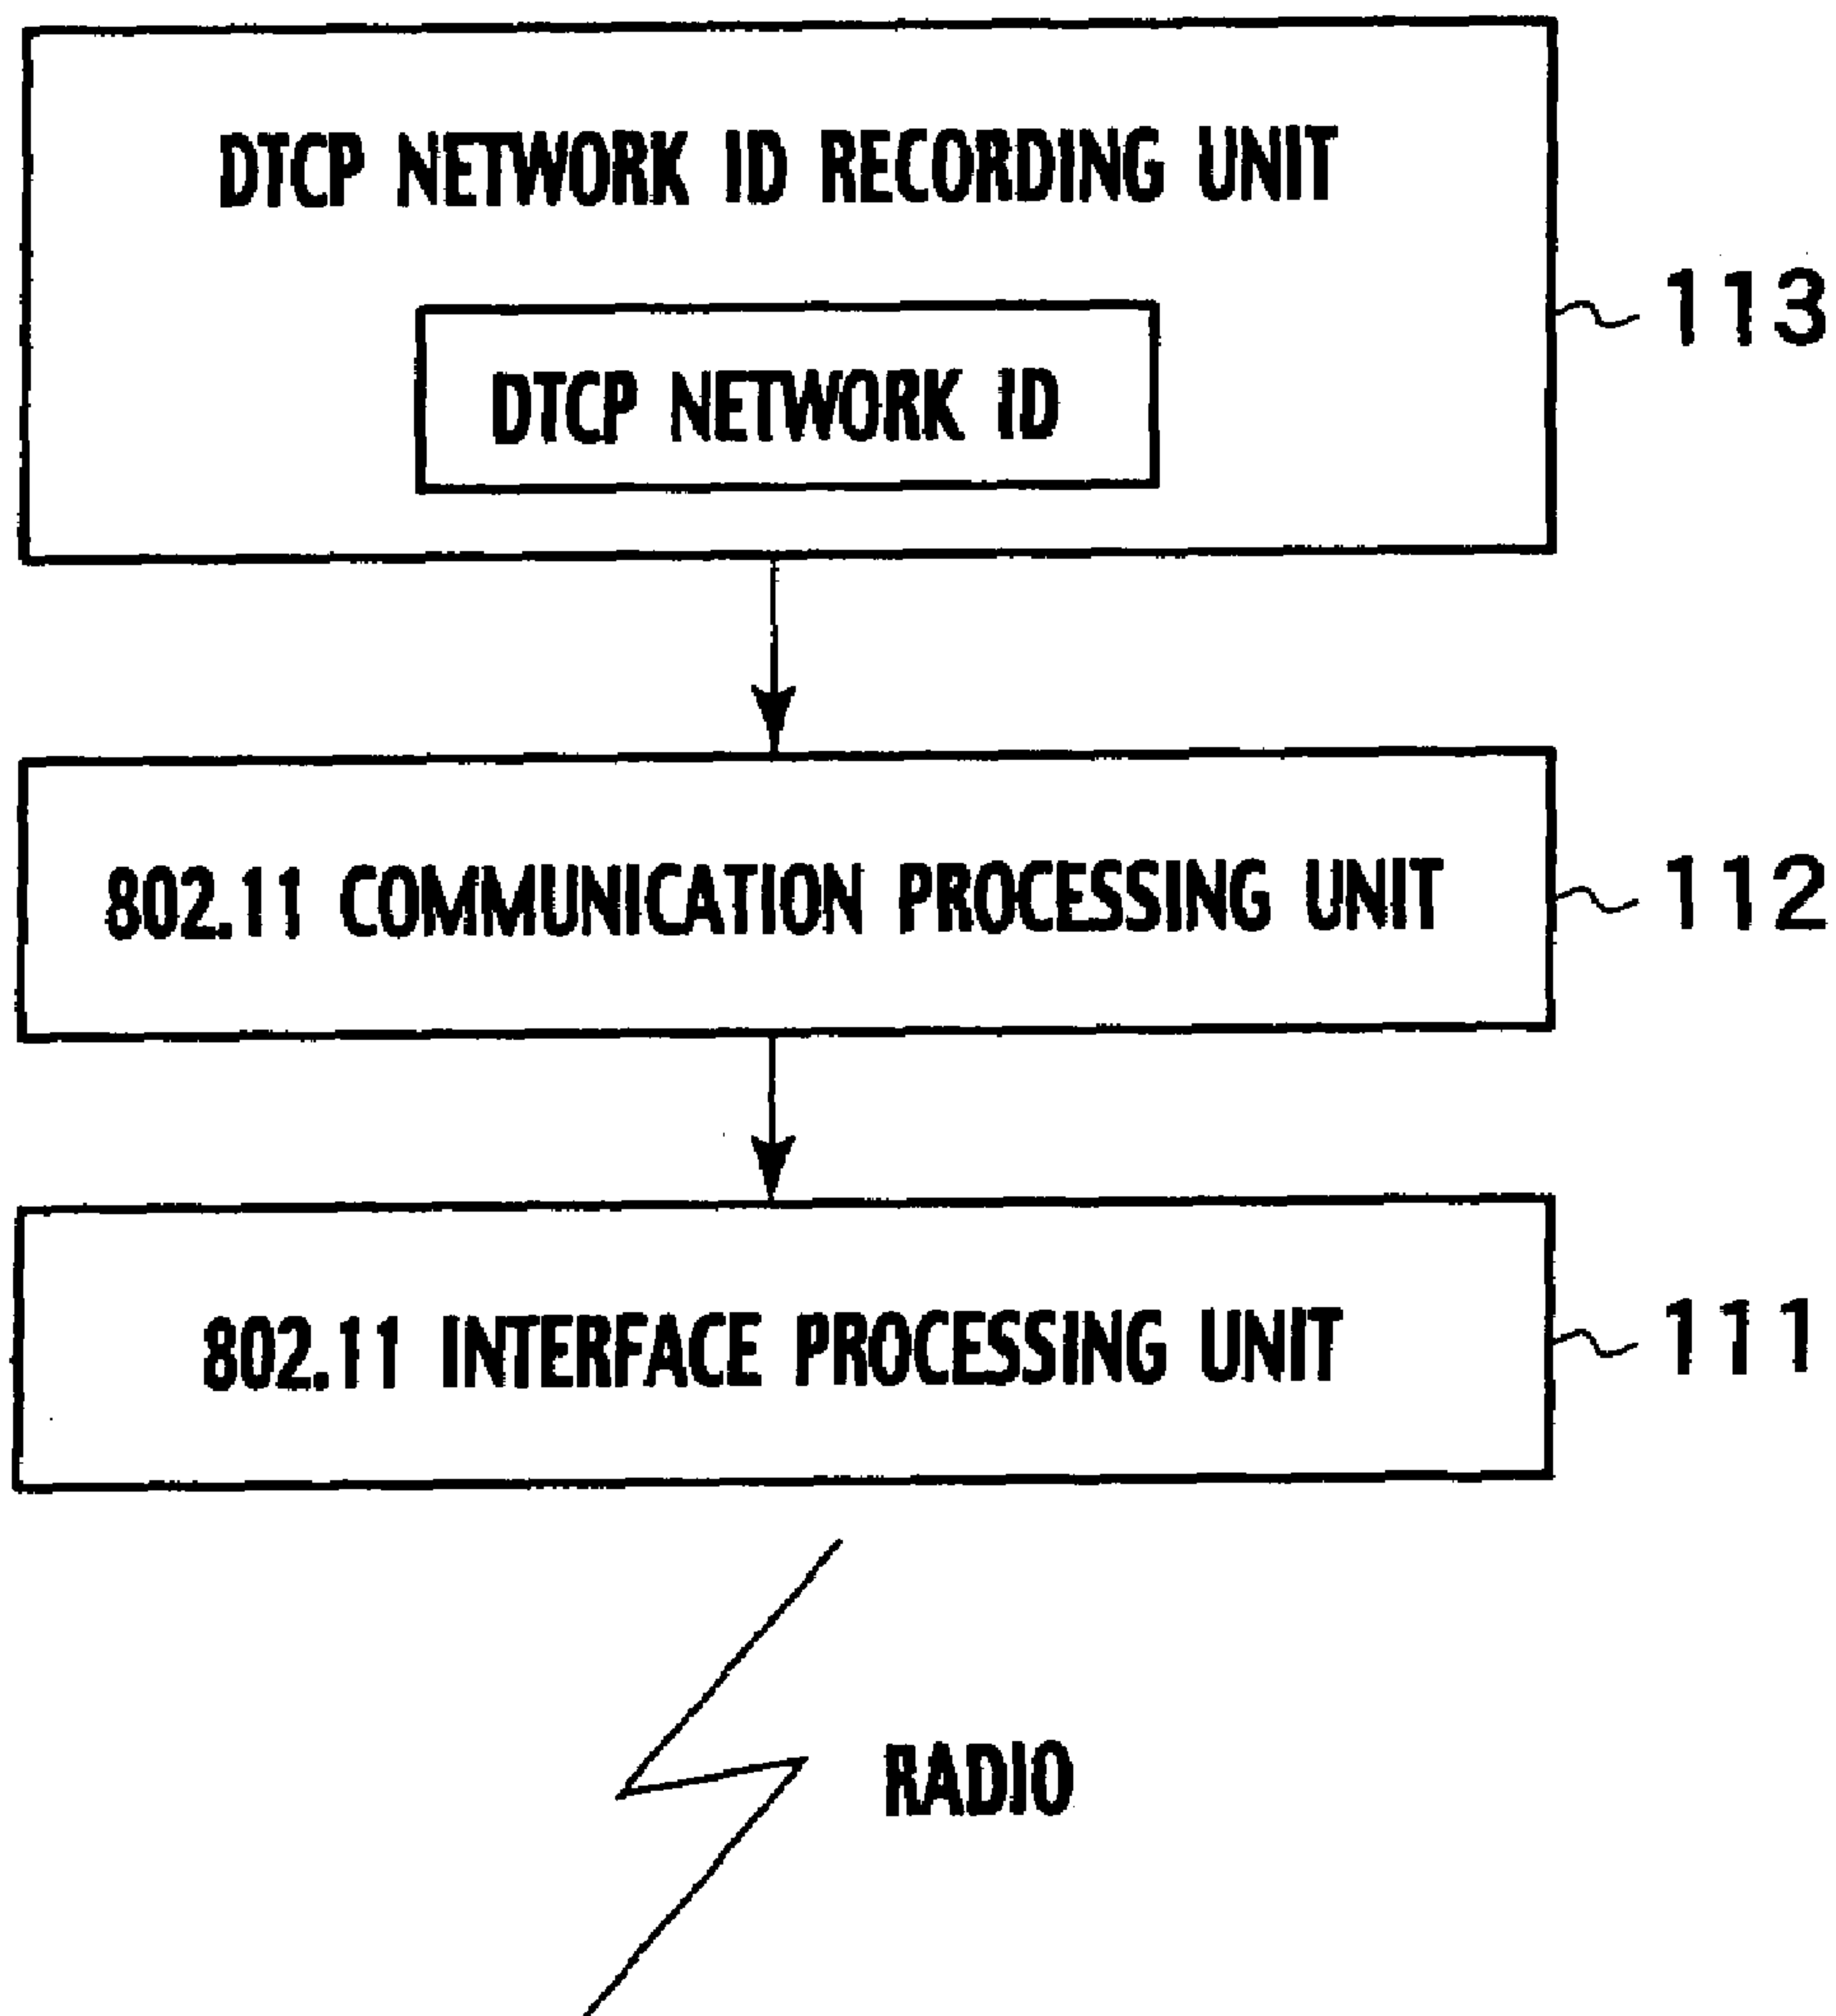 DTCP NETWORK ID RECORDING UNIT
113
DTCP NETWORK ID
802.11 COMMUNICATION PROCESSING UNIT
112
802.11 INTERFACE PROCESSING UNIT
111
RADIO